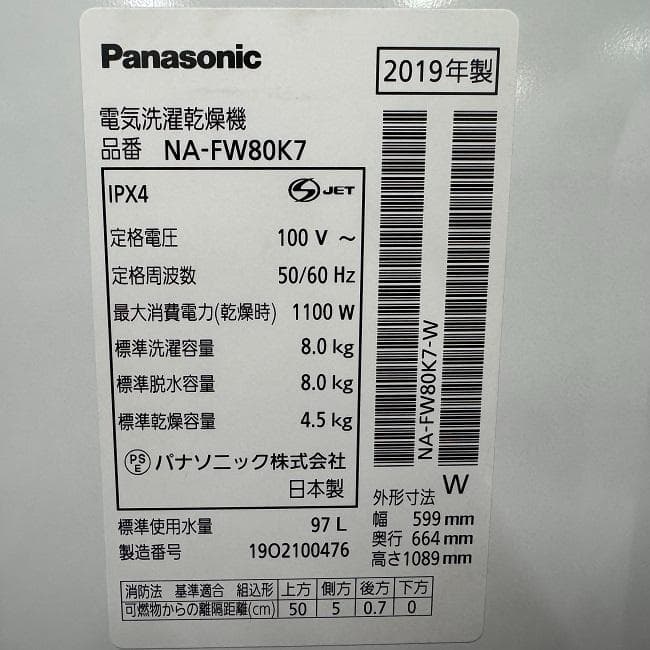 Panasonic
2019年製
電気洗濯乾燥機
品番 NA-FW80K7
IPX4 S JET
定格電圧 100 V ～
定格周波数 50/60 Hz
最大消費電力(乾燥時) 1100 W
標準洗濯容量 8.0 kg
標準脱水容量 8.0 kg
標準乾燥容量 4.5 kg
PSE パナソニック株式会社
日本製
標準使用水量 97 L
製造番号 19O2100476
NA-FW80K7-W
W
外形寸法
幅 599 mm
奥行 664 mm
高さ1089 mm
消防法 基準適合 組込形 上方 側方 後方 下方
可燃物からの離隔距離(cm) 50 5 0.7 0